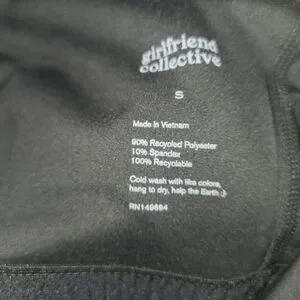 girlfriend
collective
S
Made in Vietnam
90% Recycled Polyester
10% Spandex
100% Recyclable
Cold wash with like colors,
hang to dry, help the Earth :)
RN149694